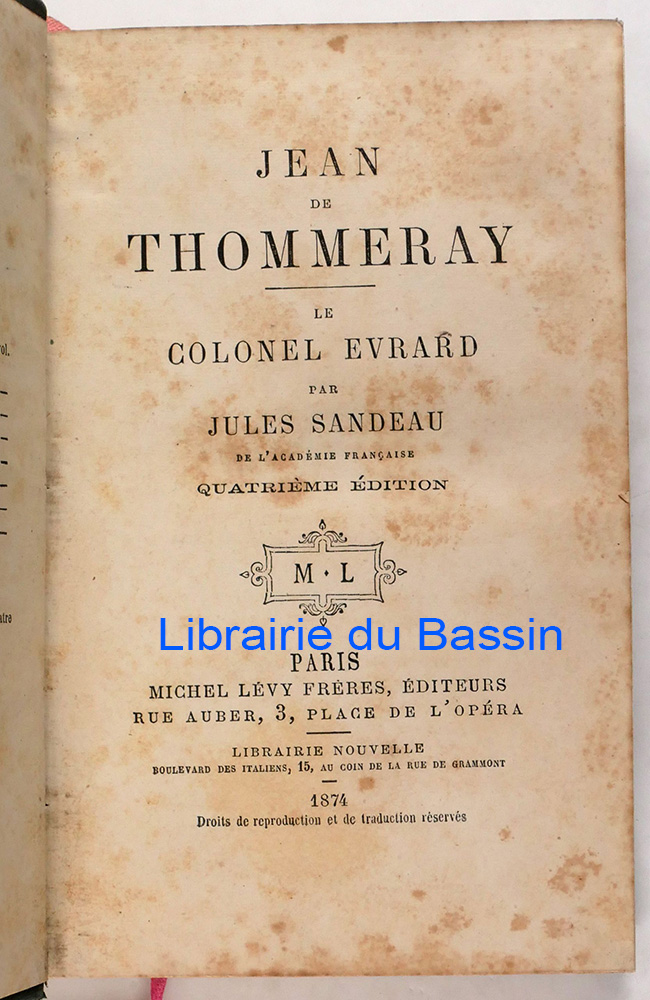 JEAN
DE
THOMMERAY
LE
COLONEL EVRARD
PAR
JULES SANDEAU
DE L'ACADÉMIE FRANÇAISE
QUATRIÈME ÉDITION
M · L
Librairie du Bassin
PARIS
MICHEL LÉVY FRÈRES, ÉDITEURS
RUE AUBER, 3, PLACE DE L'OPÉRA
LIBRAIRIE NOUVELLE
BOULEVARD DES ITALIENS, 15, AU COIN DE LA RUE DE GRAMMONT
1874
Droits de reproduction et de traduction réservés